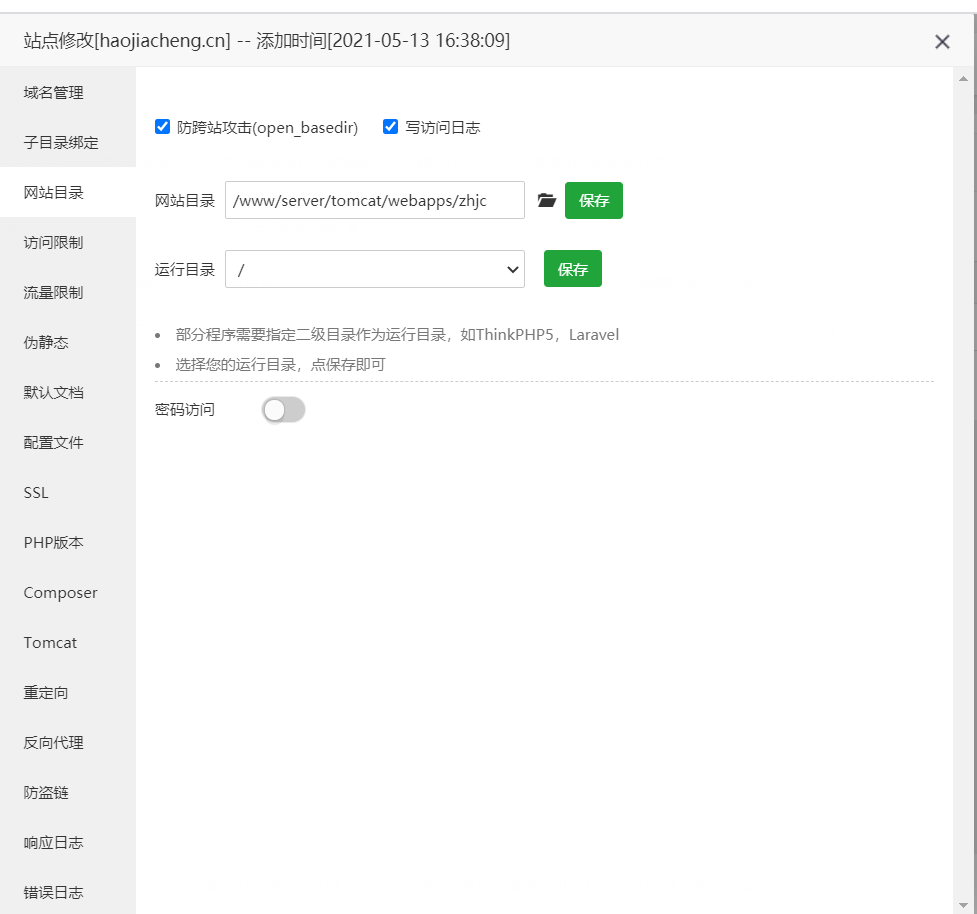 站点修改[haojiacheng.cn] -- 添加时间[2021-05-13 16:38:09]
域名管理
子目录绑定
网站目录
访问限制
流量限制
伪静态
默认文档
配置文件
SSL
PHP版本
Composer
Tomcat
重定向
反向代理
防盗链
响应日志
错误日志
防跨站攻击(open_basedir) 写访问日志
网站目录 /www/server/tomcat/webapps/zhjc 保存
运行目录 / 保存
• 部分程序需要指定二级目录作为运行目录，如ThinkPHP5，Laravel
• 选择您的运行目录，点保存即可
密码访问